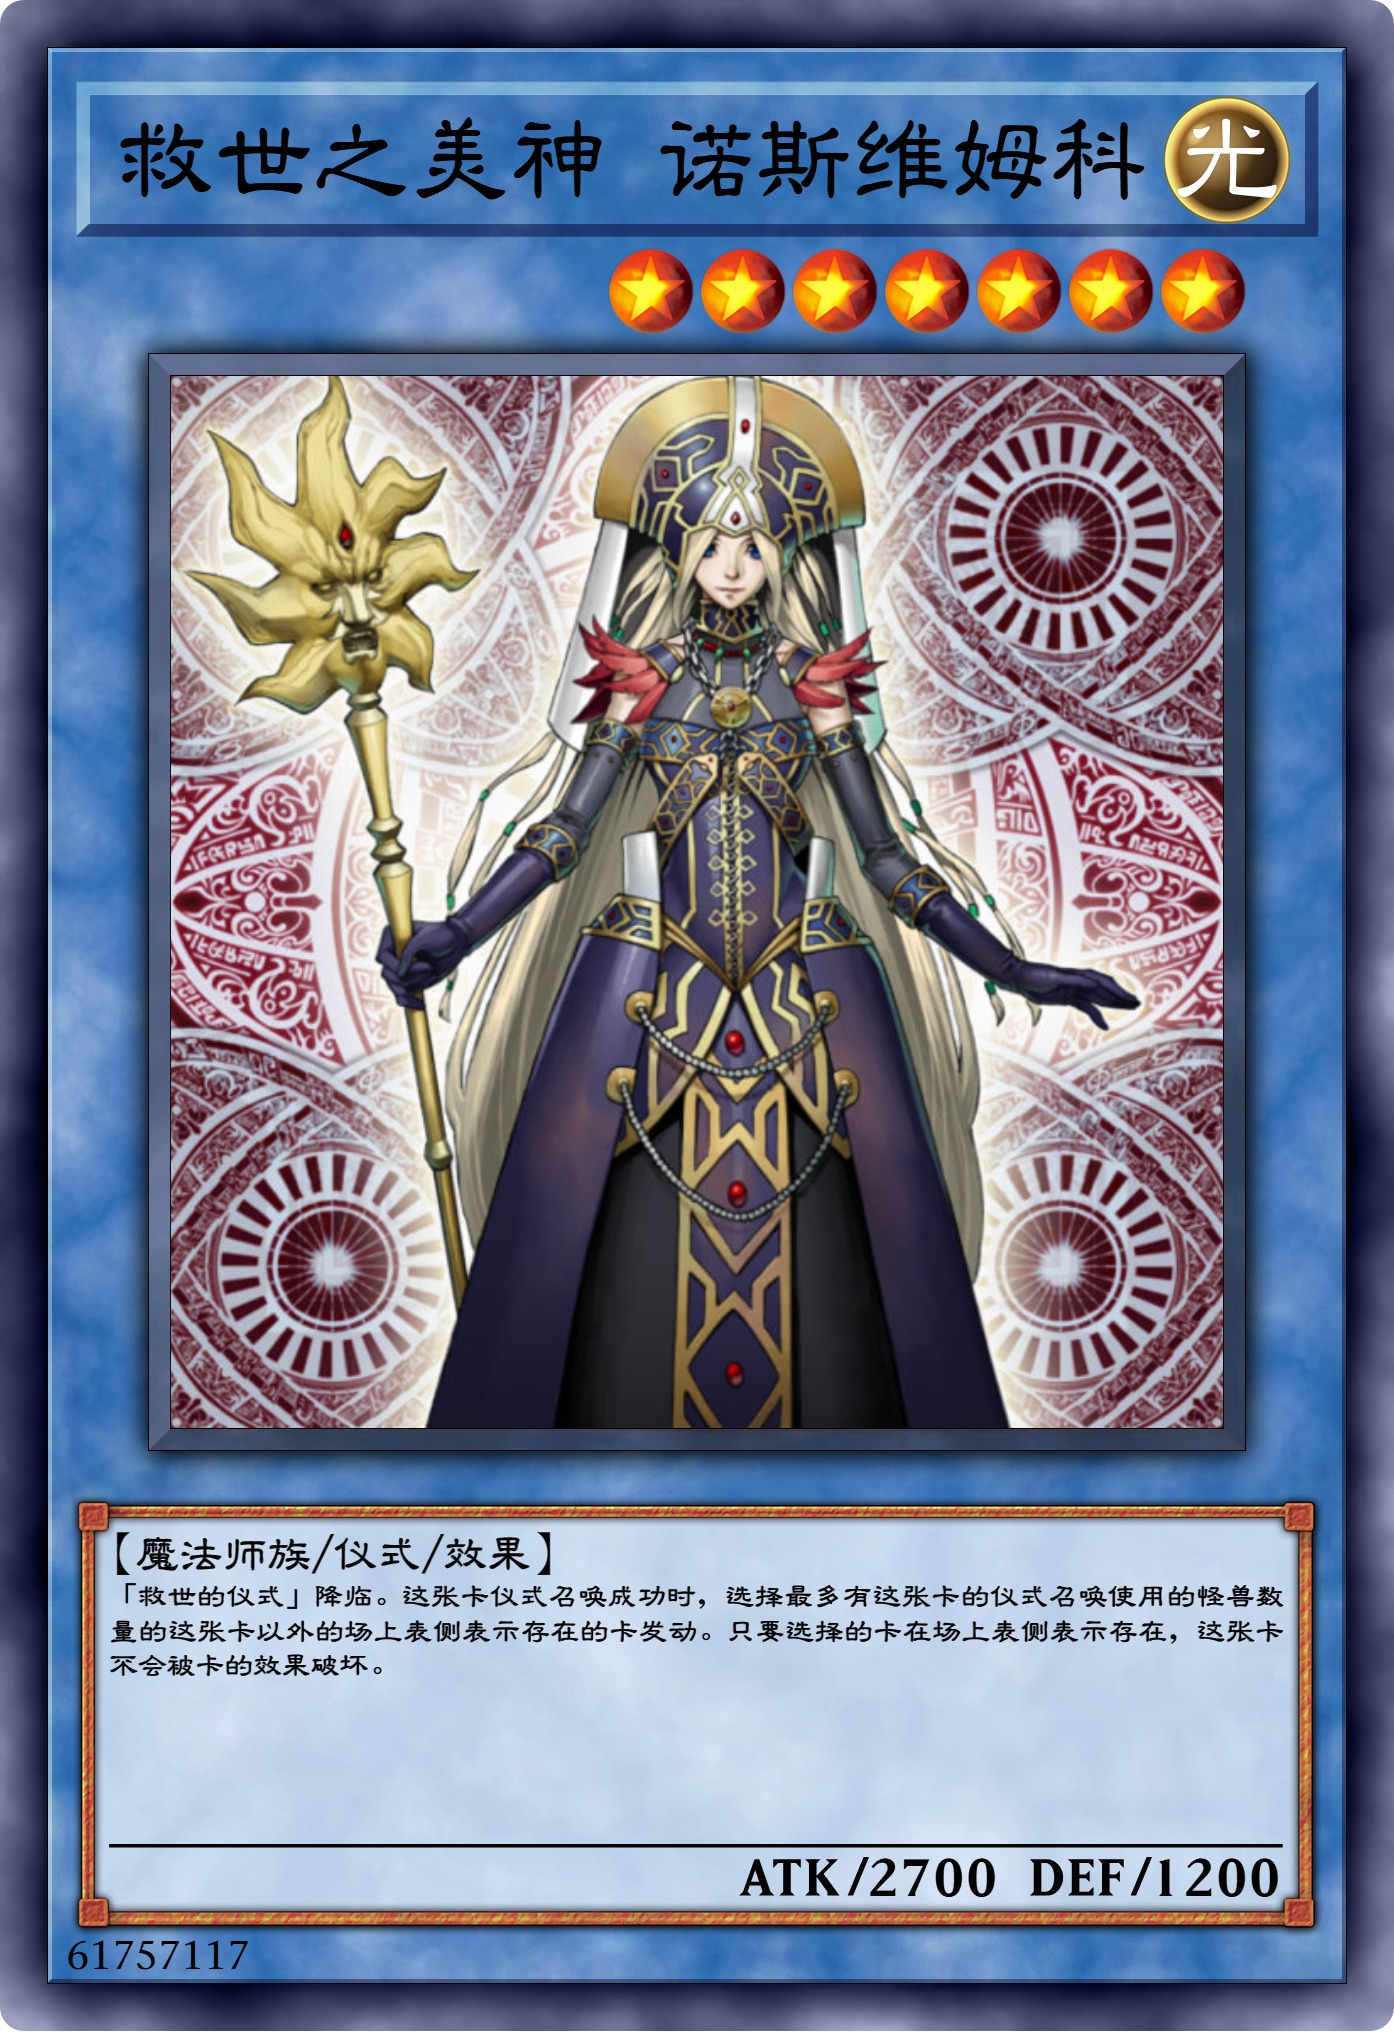 救世之美神 诺斯维姆科 光
【魔法师族/仪式/效果】
「救世的仪式」降临。这张卡仪式召唤成功时，选择最多有这张卡的仪式召唤使用的怪兽数
量的这张卡以外的场上表侧表示存在的卡发动。只要选择的卡在场上表侧表示存在，这张卡
不会被卡的效果破坏。
ATK/2700 DEF/1200
61757117